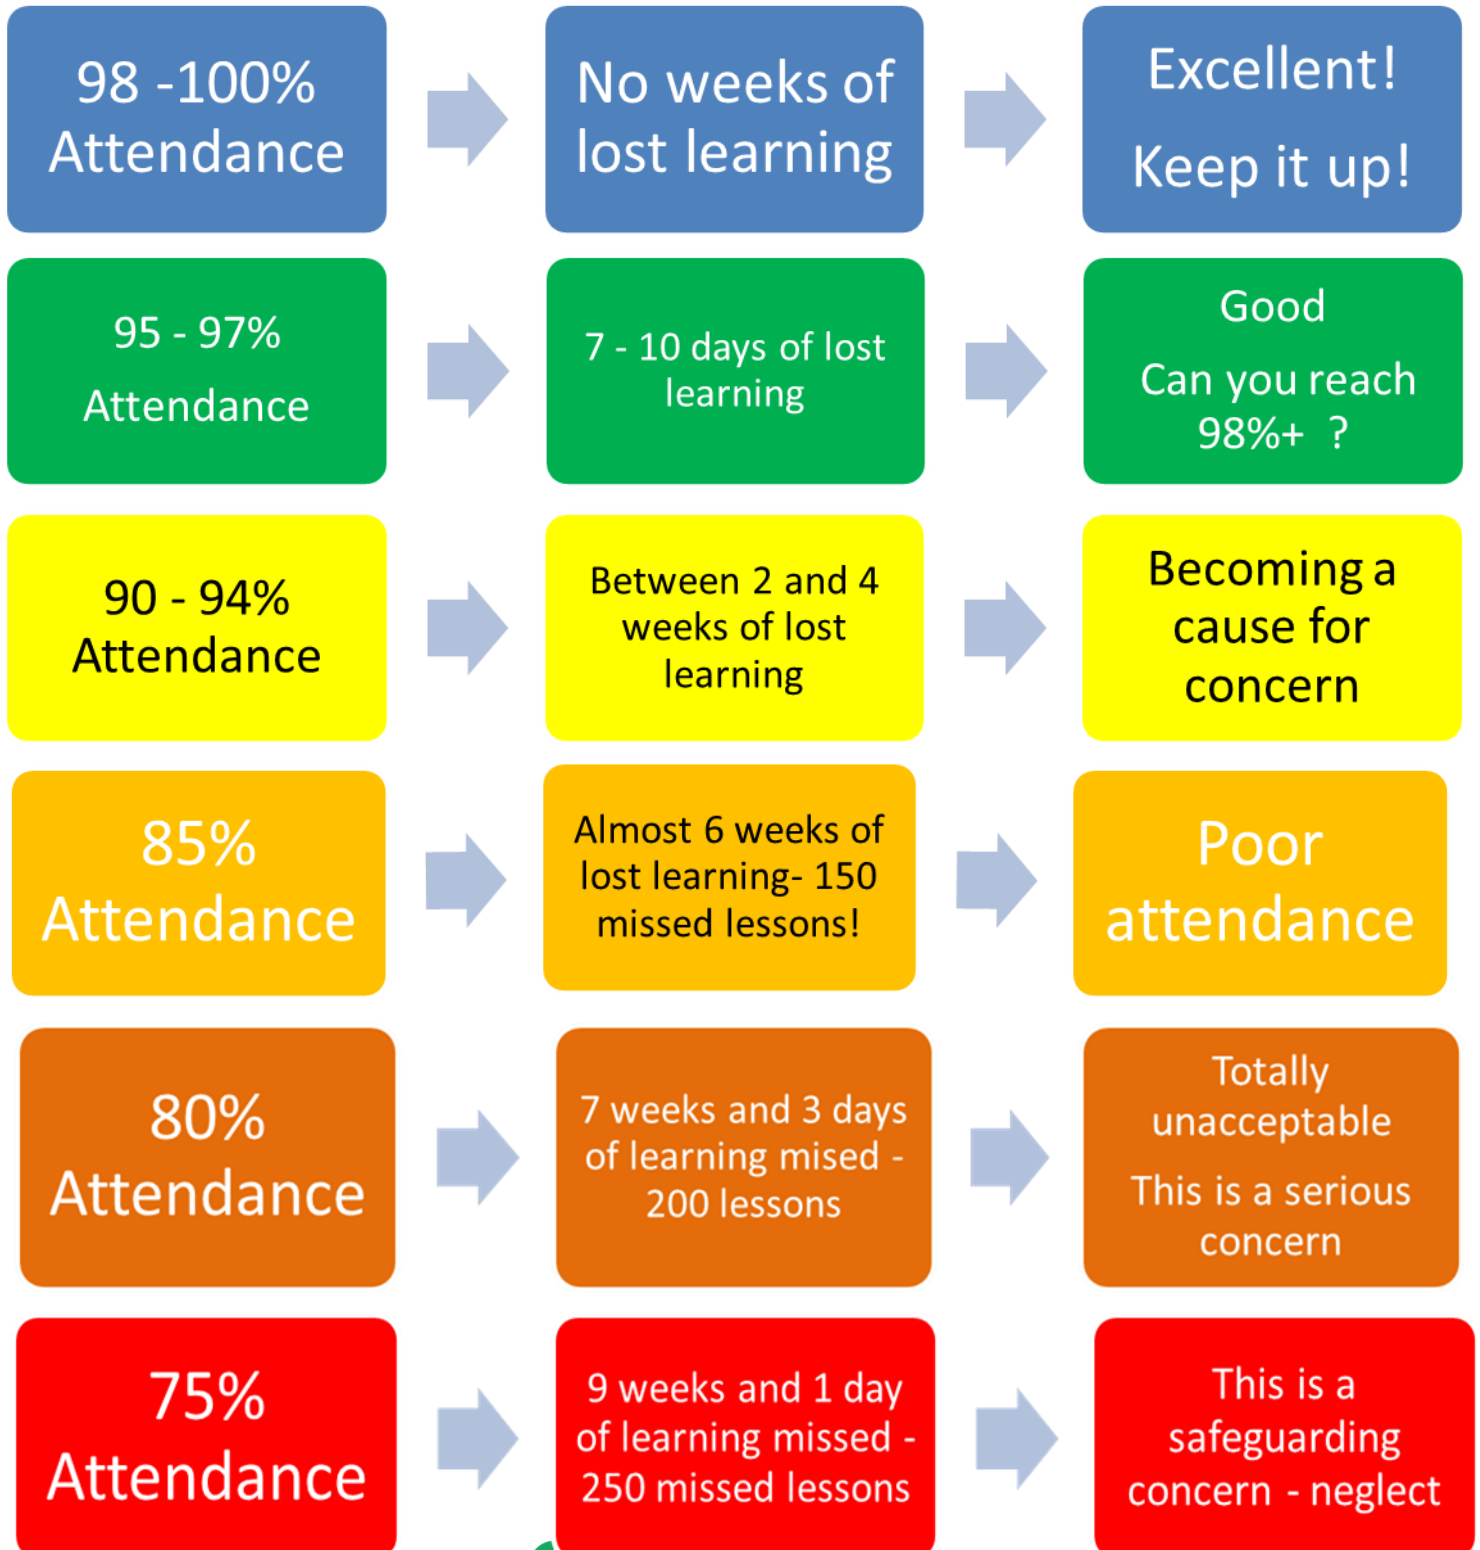 98 -100%
Attendance
No weeks of
lost learning
Excellent!
Keep it up!
95 - 97%
Attendance
7 - 10 days of lost
learning
Good
Can you reach
98%+  ?
90 - 94%
Attendance
Between 2 and 4
weeks of lost
learning
Becoming a
cause for
concern
85%
Attendance
Almost 6 weeks of
lost learning- 150
missed lessons!
Poor
attendance
80%
Attendance
7 weeks and 3 days
of learning mised -
200 lessons
Totally
unacceptable
This is a serious
concern
75%
Attendance
9 weeks and 1 day
of learning missed -
250 missed lessons
This is a
safeguarding
concern - neglect